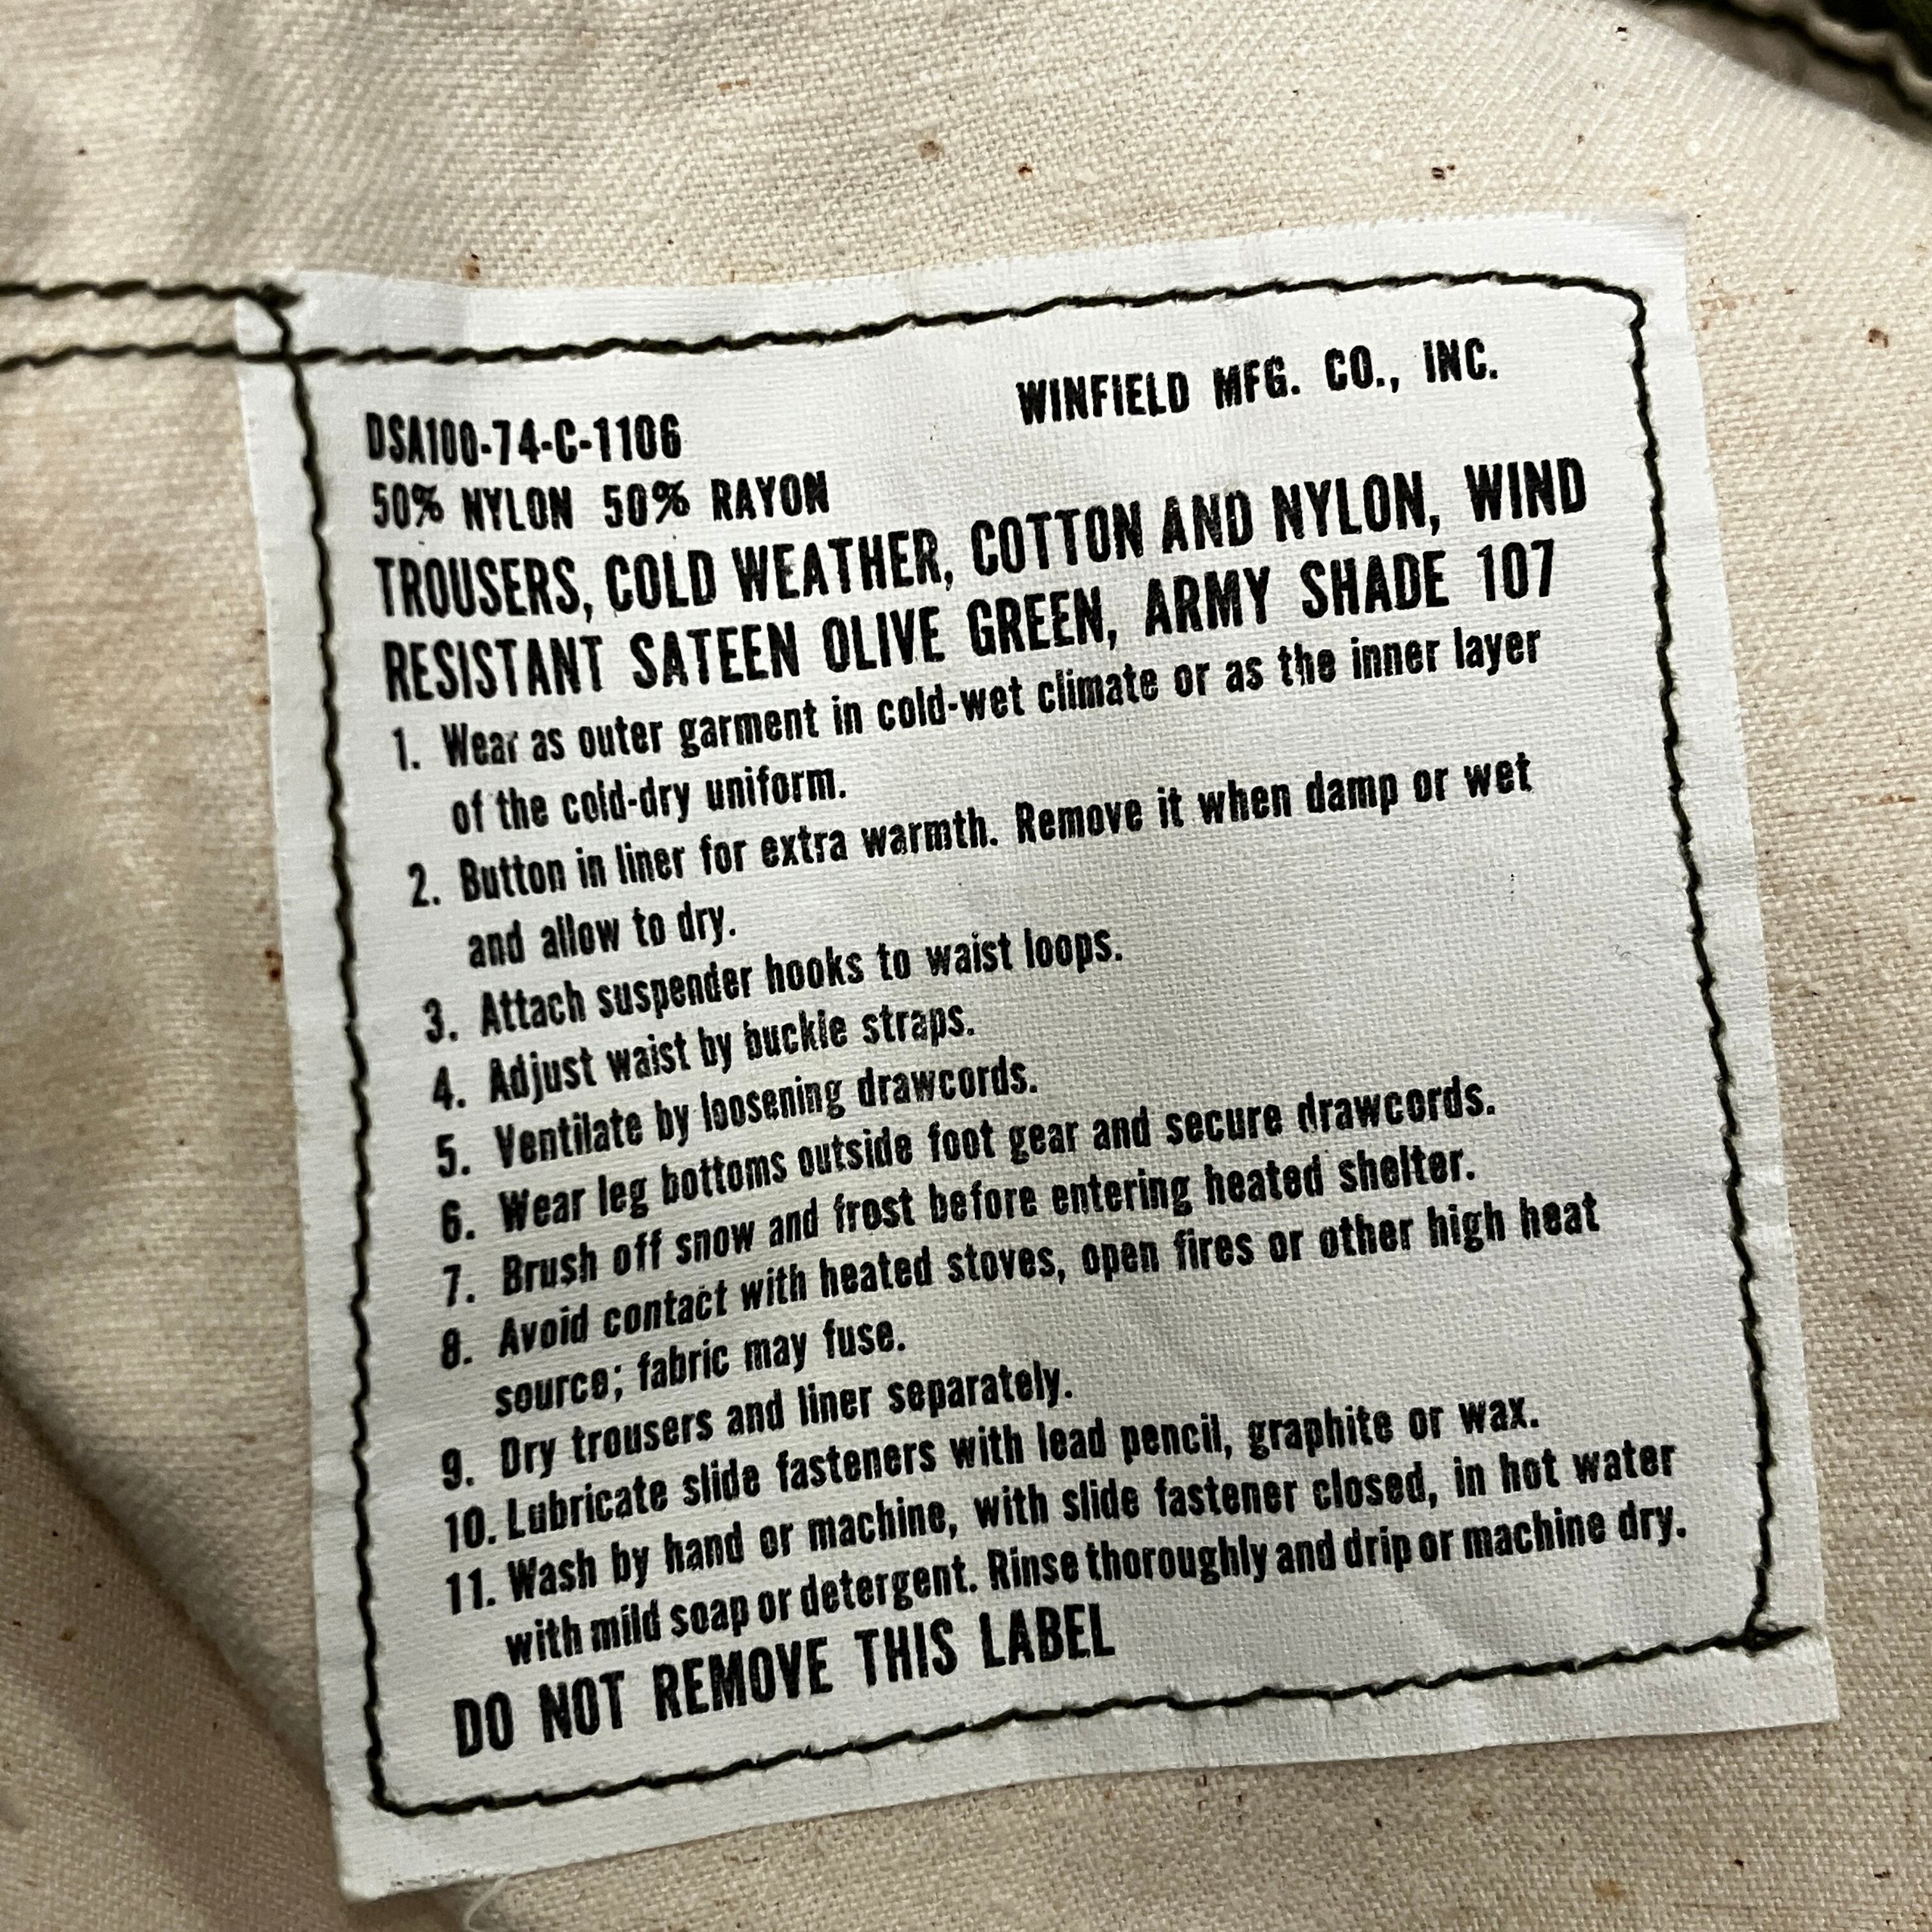 DSA100-74-C-1106 WINFIELD MFG. CO., INC.
50% NYLON 50% RAYON
TROUSERS, COLD WEATHER, COTTON AND NYLON, WIND
RESISTANT SATEEN OLIVE GREEN, ARMY SHADE 107
1. Wear as outer garment in cold-wet climate or as the inner layer
of the cold-dry uniform.
2. Button in liner for extra warmth. Remove it when damp or wet
and allow to dry.
3. Attach suspender hooks to waist loops.
4. Adjust waist by buckle straps.
5. Ventilate by loosening drawcords.
6. Wear leg bottoms outside foot gear and secure drawcords.
7. Brush off snow and frost before entering heated shelter.
8. Avoid contact with heated stoves, open fires or other high heat
source; fabric may fuse.
9. Dry trousers and liner separately.
10. Lubricate slide fasteners with lead pencil, graphite or wax.
11. Wash by hand or machine, with slide fastener closed, in hot water
with mild soap or detergent. Rinse thoroughly and drip or machine dry.
DO NOT REMOVE THIS LABEL